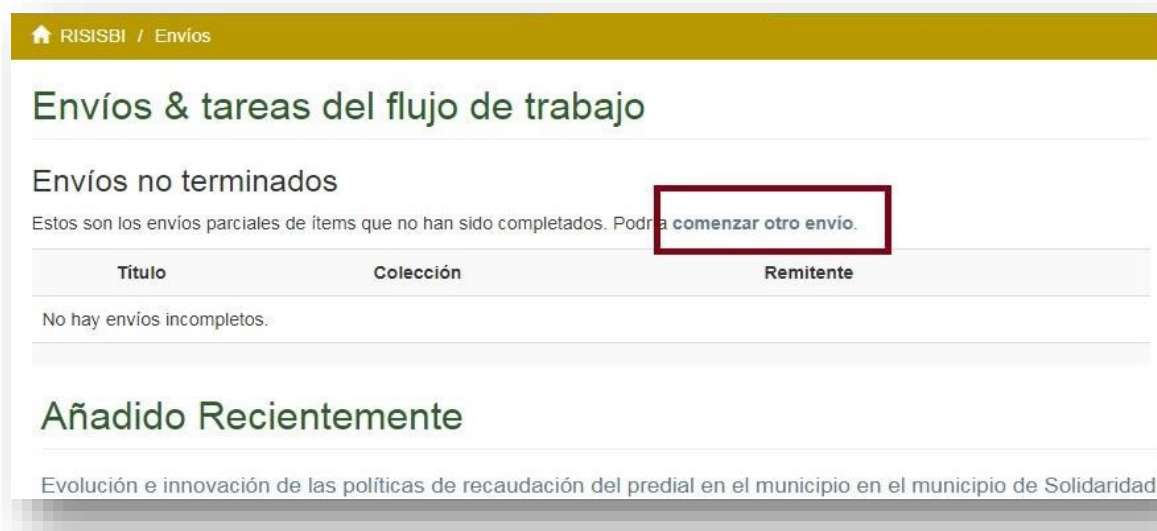 RISISBI / Envíos
Envíos & tareas del flujo de trabajo
Envíos no terminados
Estos son los envíos parciales de ítems que no han sido completados. Podría comenzar otro envío.
Título Colección Remitente
No hay envíos incompletos.
Añadido Recientemente
Evolución e innovación de las políticas de recaudación del predial en el municipio en el municipio de Solidaridad